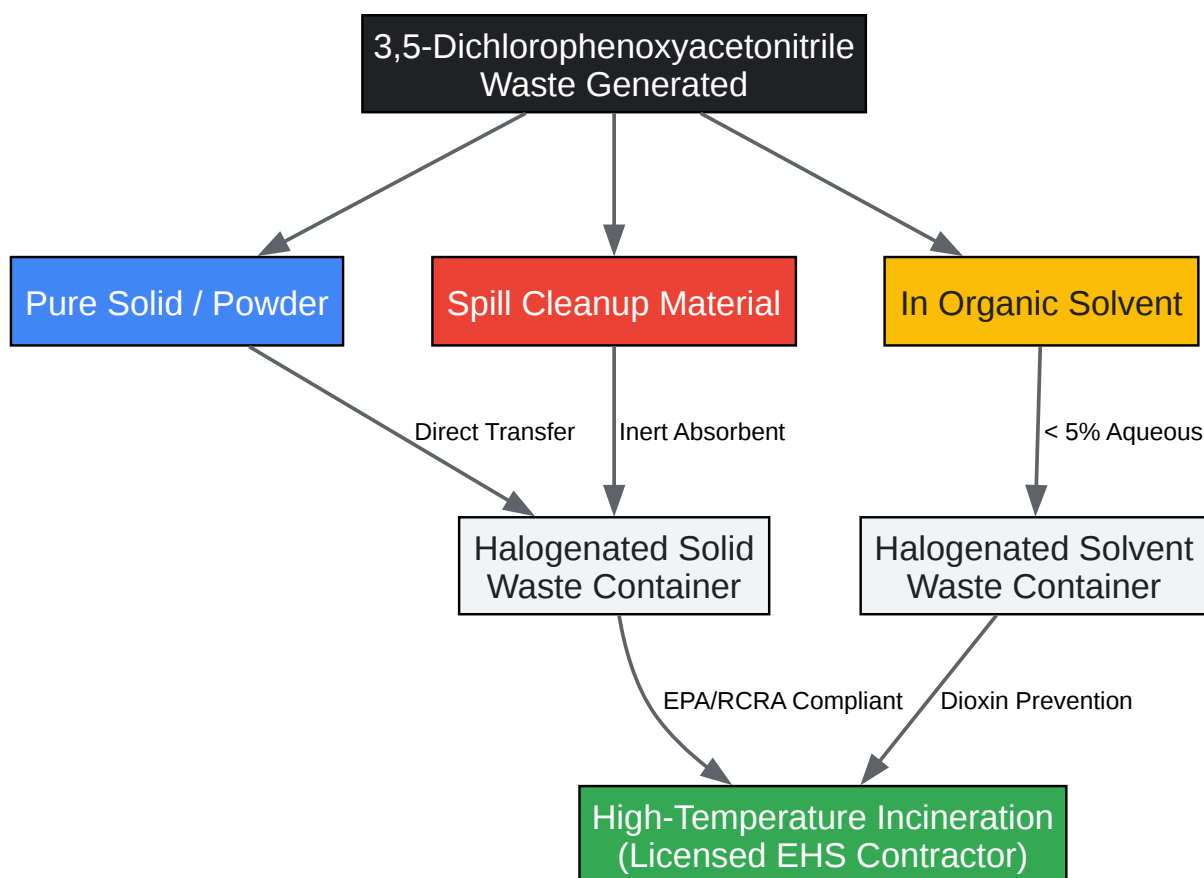 3,5-Dichlorophenoxyacetonitrile
Waste Generated
Pure Solid / Powder
Spill Cleanup Material
In Organic Solvent
Direct Transfer
Inert Absorbent
< 5% Aqueous
Halogenated Solid
Waste Container
Halogenated Solvent
Waste Container
EPA/RCRA Compliant
Dioxin Prevention
High-Temperature Incineration
(Licensed EHS Contractor)